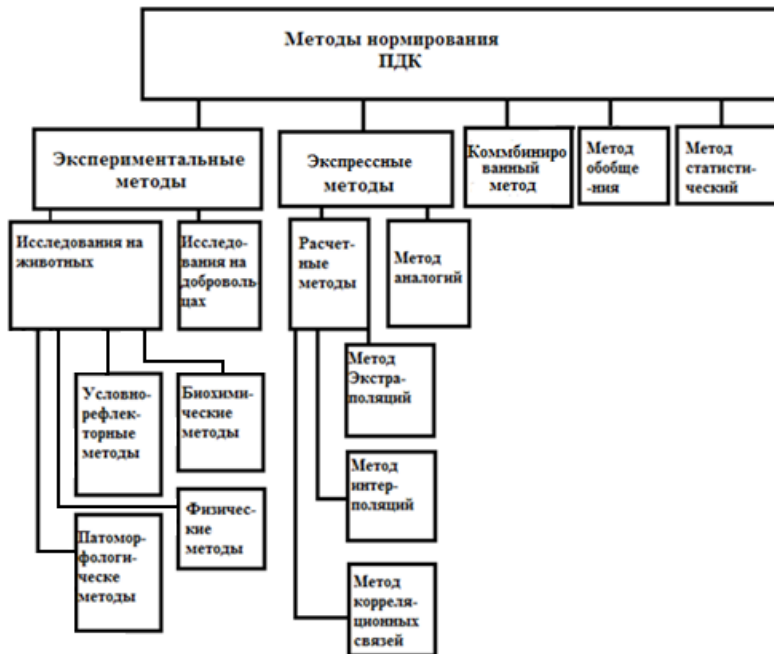 Методы нормирования
ПДК
Экспериментальные
методы
Экспрессные
методы
Коммбиниро
ванный
метод
Метод
обобще
-ния
Метод
статисти-
ческий
Исследования на
животных
Исследо-
вания на
доброволь
цах
Расчет-
ные
методы
Метод
аналогий
Условно-
рефлек-
торные
методы
Биохими-
ческие
методы
Метод
Экстра-
поляций
Метод
интер-
поляций
Физичес-
кие
методы
Патомор-
фологи-
ческе
методы
Метод
корреля-
ционных
связей